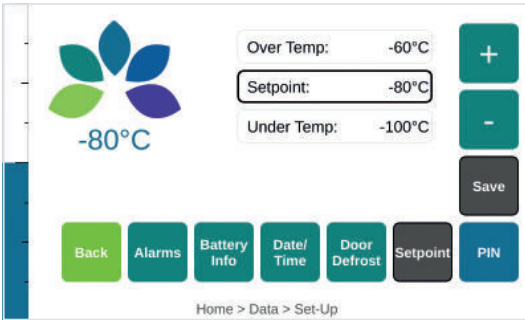 Over Temp: -60°C
Setpoint: -80°C
Under Temp: -100°C
-80°C
+
-
Save
Back
Alarms
Battery
Info
Date/
Time
Door
Defrost
Setpoint
PIN
Home > Data > Set-Up